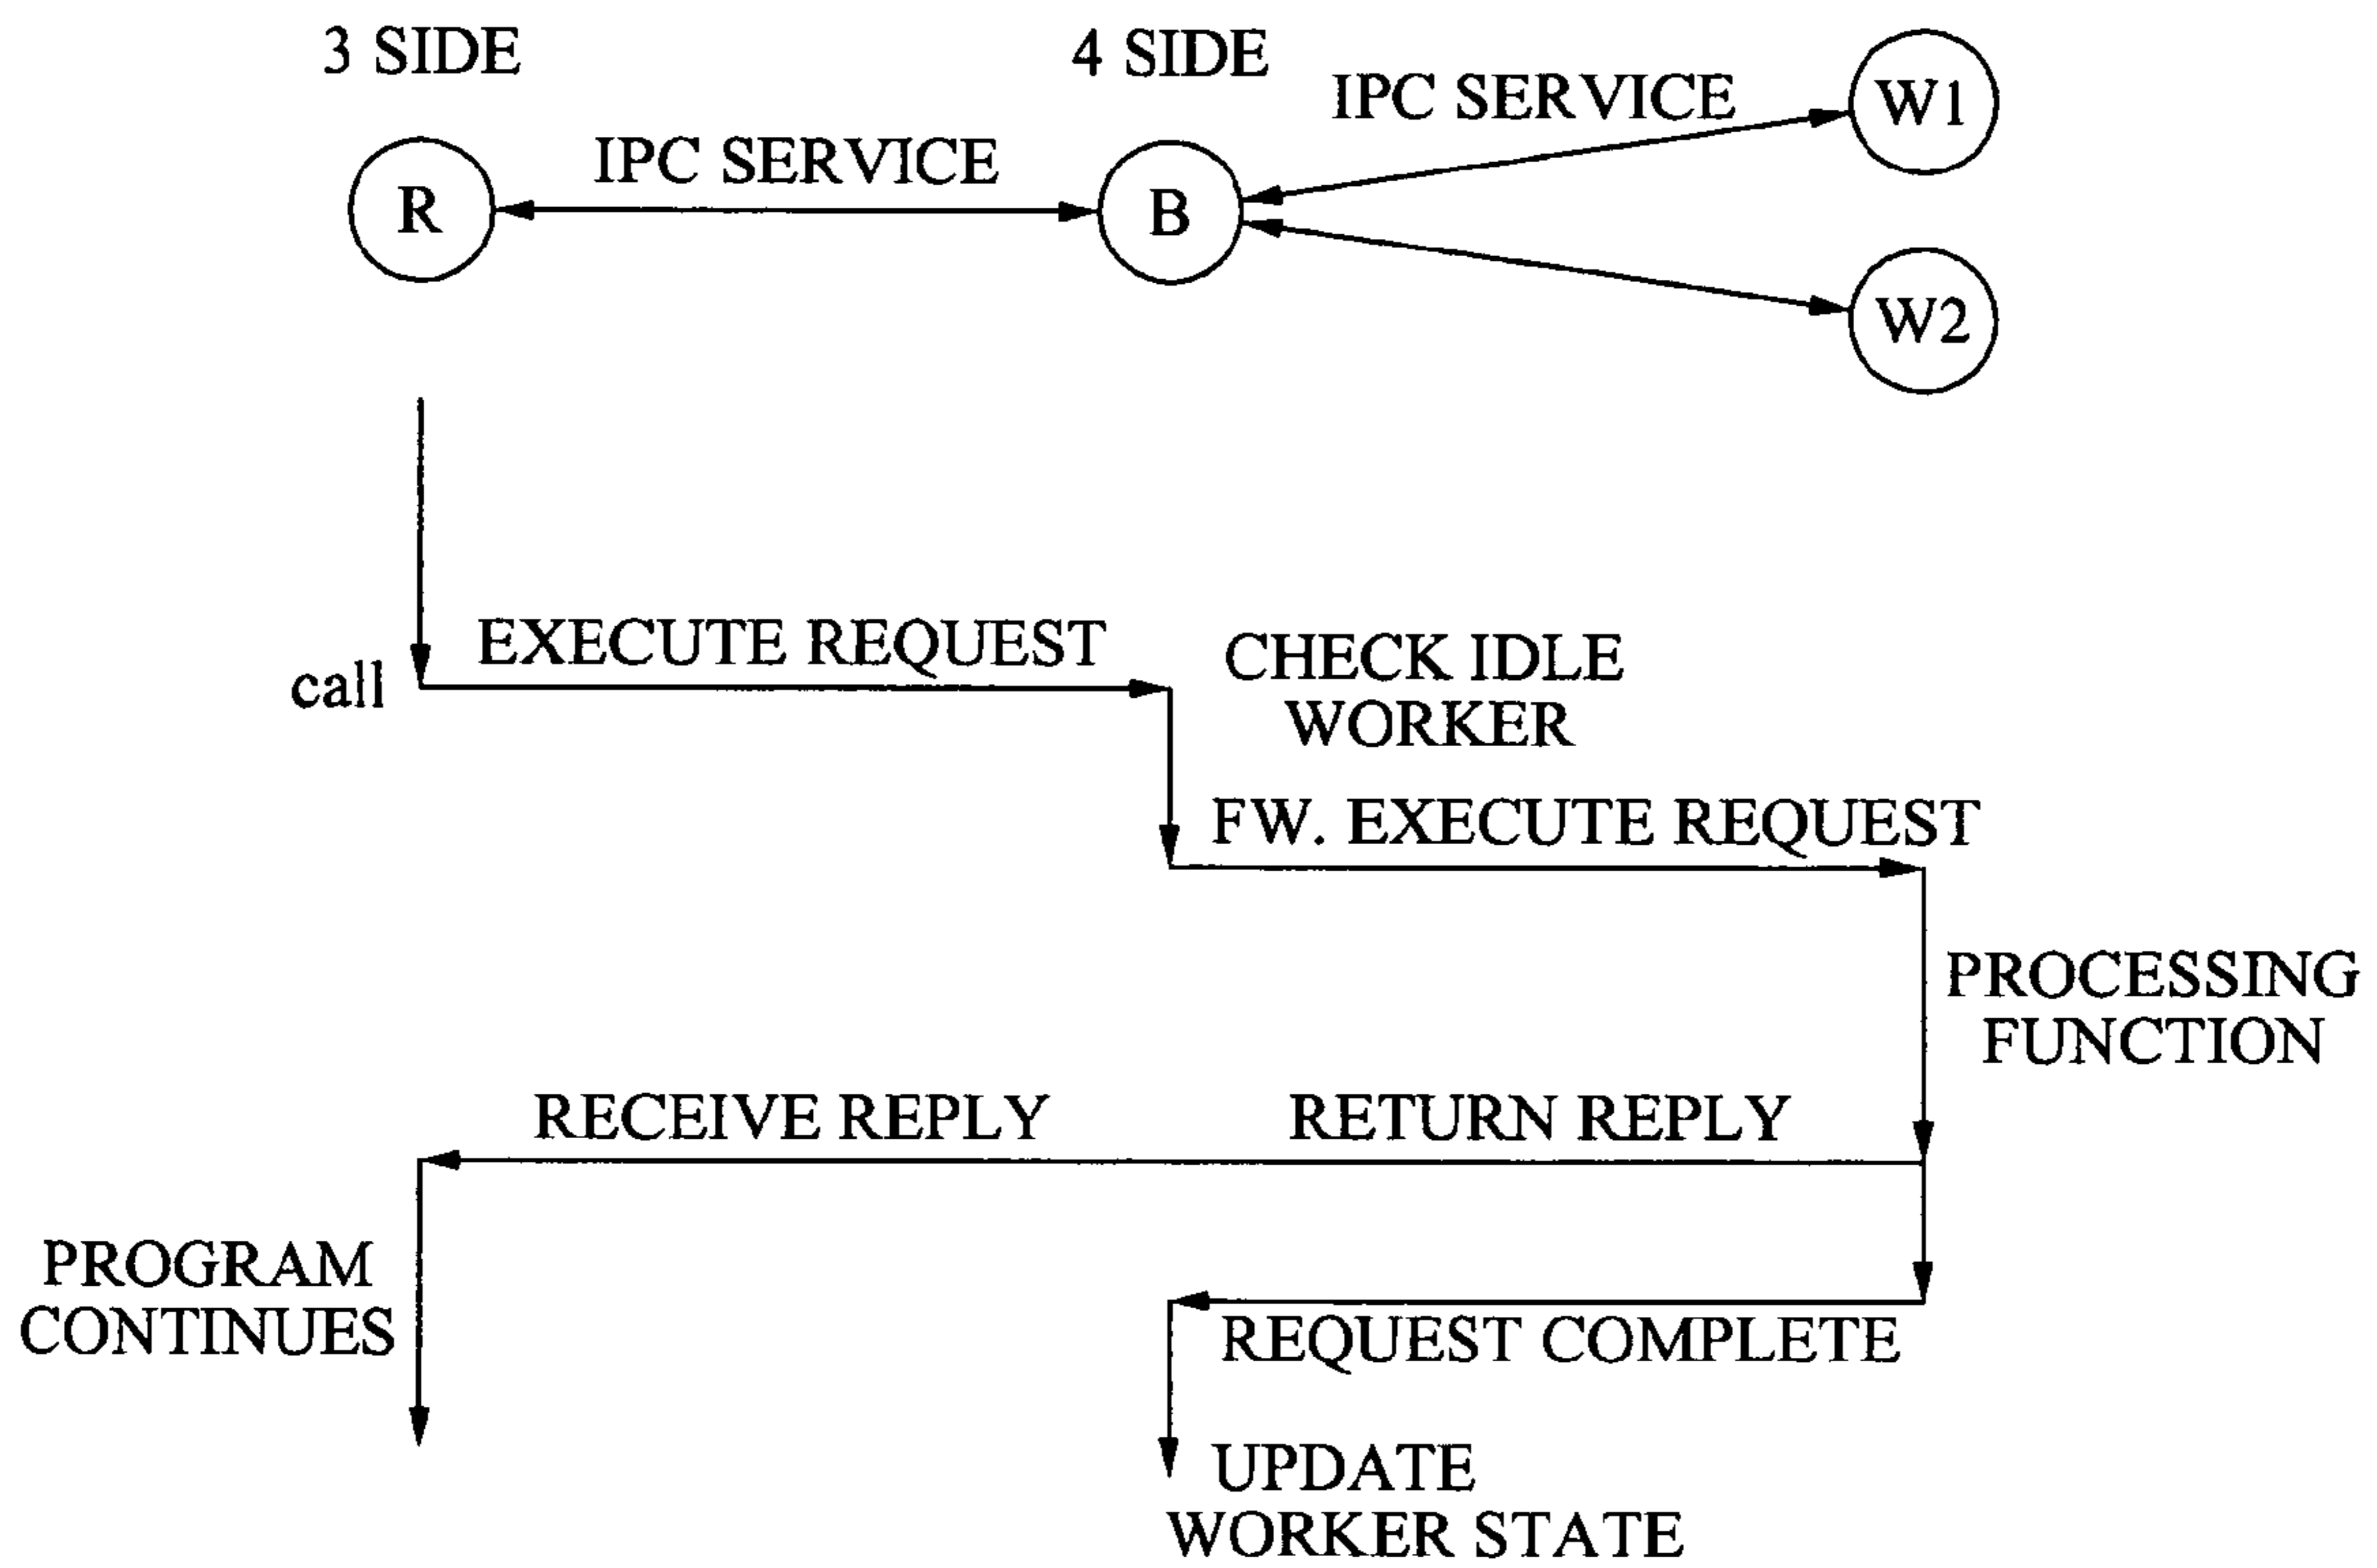 3 SIDE
4 SIDE
IPC SERVICE
W1
IPC SERVICE
R
B
W2
EXECUTE REQUEST
call
CHECK IDLE
WORKER
FW. EXECUTE REQUEST
PROCESSING
FUNCTION
RECEIVE REPLY
RETURN REPLY
PROGRAM
CONTINUES
REQUEST COMPLETE
UPDATE
WORKER STATE